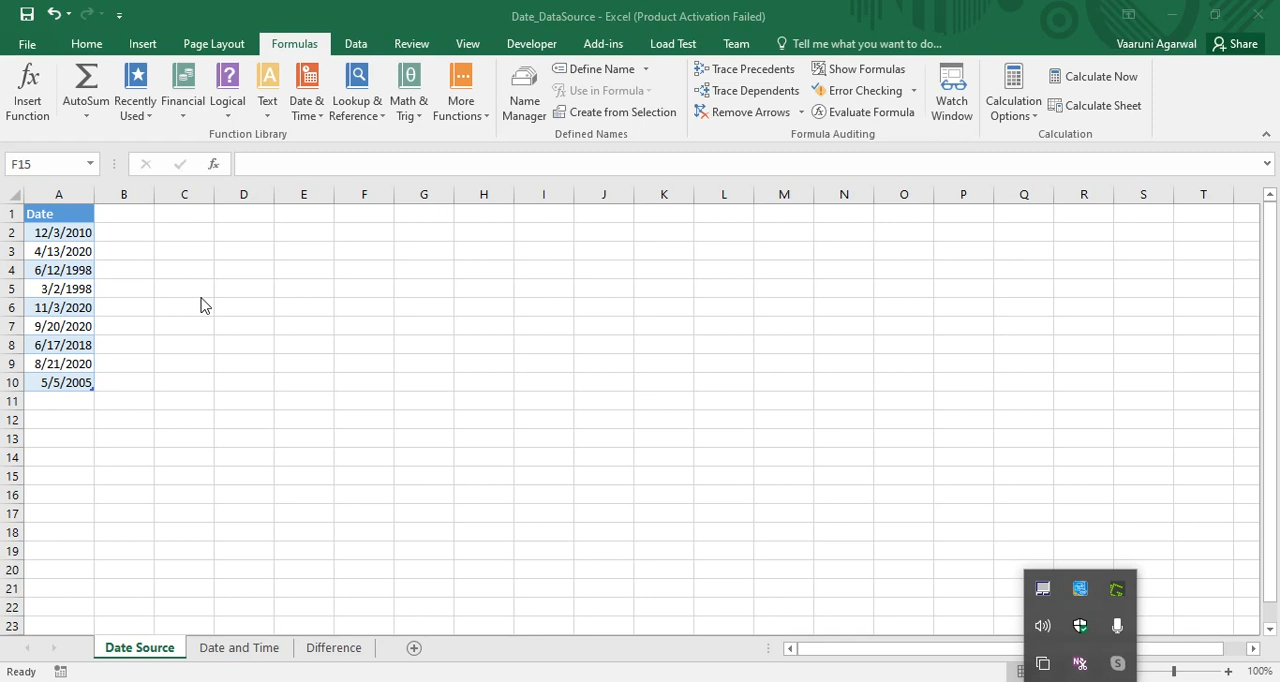 Date_DataSource - Excel (Product Activation Failed)
File Home Insert Page Layout Formulas Data Review View Developer Add-ins Load Test Team Tell me what you want to do... Vaaruni Agarwal Share
Insert Function
AutoSum
Recently Used
Financial
Logical
Text
Date & Time
Lookup & Reference
Math & Trig
More Functions
Function Library
Name Manager
Define Name
Use in Formula
Create from Selection
Defined Names
Trace Precedents
Trace Dependents
Remove Arrows
Show Formulas
Error Checking
Evaluate Formula
Formula Auditing
Watch Window
Calculation Options
Calculate Now
Calculate Sheet
Calculation
F15 fx
A B C D E F G H I J K L M N O P Q R S T
1 Date
2 12/3/2010
3 4/13/2020
4 6/12/1998
5 3/2/1998
6 11/3/2020
7 9/20/2020
8 6/17/2018
9 8/21/2020
10 5/5/2005
11
12
13
14
15
16
17
18
19
20
21
22
23
Date Source Date and Time Difference
Ready 100%